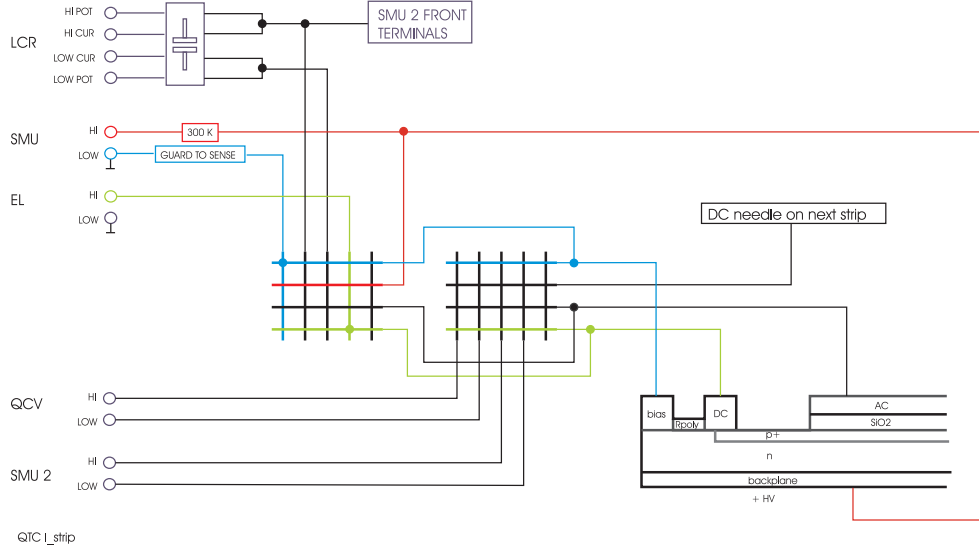 HI POT
HI CUR
LCR
LOW CUR
LOW POT
SMU 2 FRONT
TERMINALS
HI
300 K
SMU
LOW
GUARD TO SENSE
EL
HI
LOW
DC needle on next strip
QCV
HI
LOW
bias
Rpoly
DC
AC
SiO2
p+
n
backplane
+ HV
SMU 2
HI
LOW
QTC I_strip